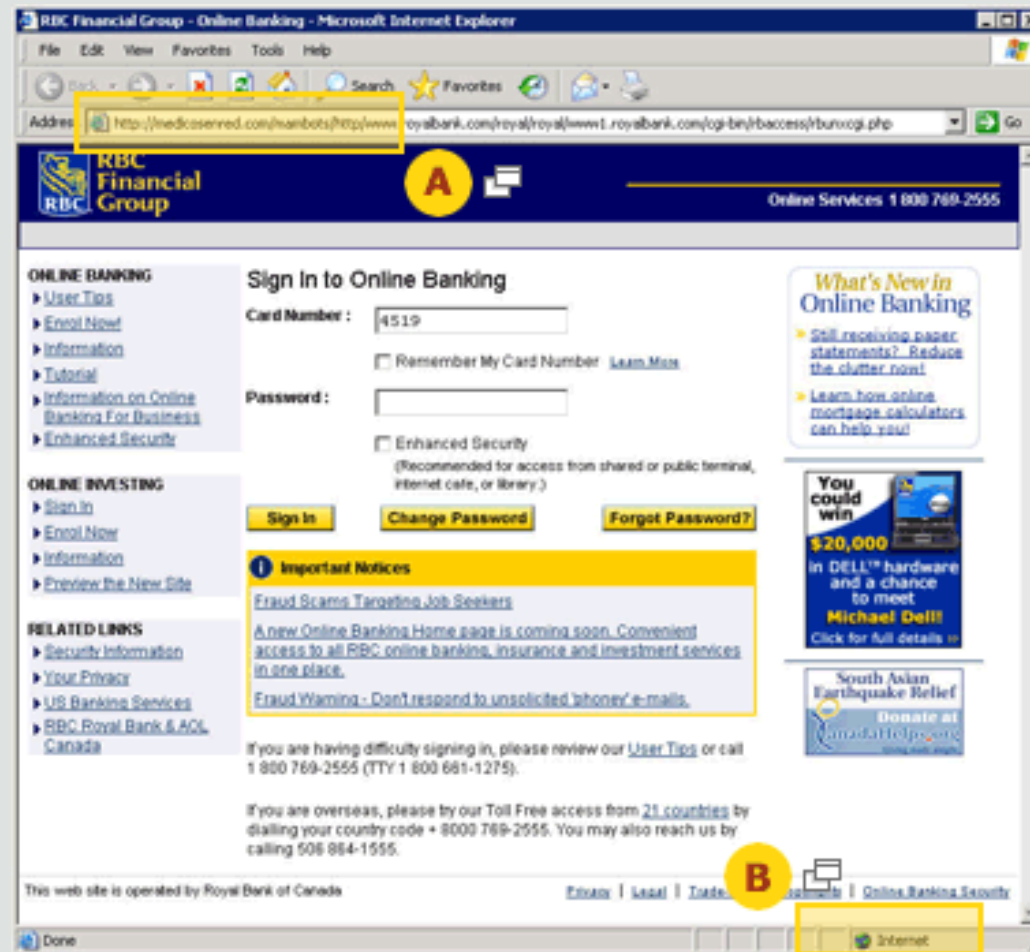 RBC Financial Group - Online Banking - Microsoft Internet Explorer
File Edit View Favorites Tools Help
Back Search Favorites
Address http://medicosenred.com/mambots/http/www.royalbank.com/royal/royal/www1.royalbank.com/cgi-bin/rbaccess/rbunxcgi.php Go
A
RBC
Financial
Group
RBC
Online Services 1 800 769-2555
ONLINE BANKING
User Tips
Enrol Now!
Information
Tutorial
Information on Online
Banking For Business
Enhanced Security
ONLINE INVESTING
Sign In
Enrol Now
Information
Preview the New Site
RELATED LINKS
Security Information
Your Privacy
US Banking Services
RBC Royal Bank & AOL
Canada
Sign In to Online Banking
Card Number : 4519
Remember My Card Number Learn More
Password :
Enhanced Security
(Recommended for access from shared or public terminal,
internet cafe, or library.)
Sign In Change Password Forgot Password?
Important Notices
Fraud Scams Targeting Job Seekers
A new Online Banking Home page is coming soon. Convenient
access to all RBC online banking, insurance and investment services
in one place.
Fraud Warning - Don't respond to unsolicited 'phoney' e-mails.
If you are having difficulty signing in, please review our User Tips or call
1 800 769-2555 (TTY 1 800 661-1275).
If you are overseas, please try our Toll Free access from 21 countries by
dialling your country code + 8000 769-2555. You may also reach us by
calling 506 864-1555.
What's New in
Online Banking
Still receiving paper
statements? Reduce
the clutter now!
Learn how online
mortgage calculators
can help you!
You
could
win
$20,000
in DELL™ hardware
and a chance
to meet
Michael Dell!
Click for full details
South Asian
Earthquake Relief
Donate at
CanadaHelps.org
This web site is operated by Royal Bank of Canada
Privacy | Legal | Trade- | Online Banking Security
B
Done Internet